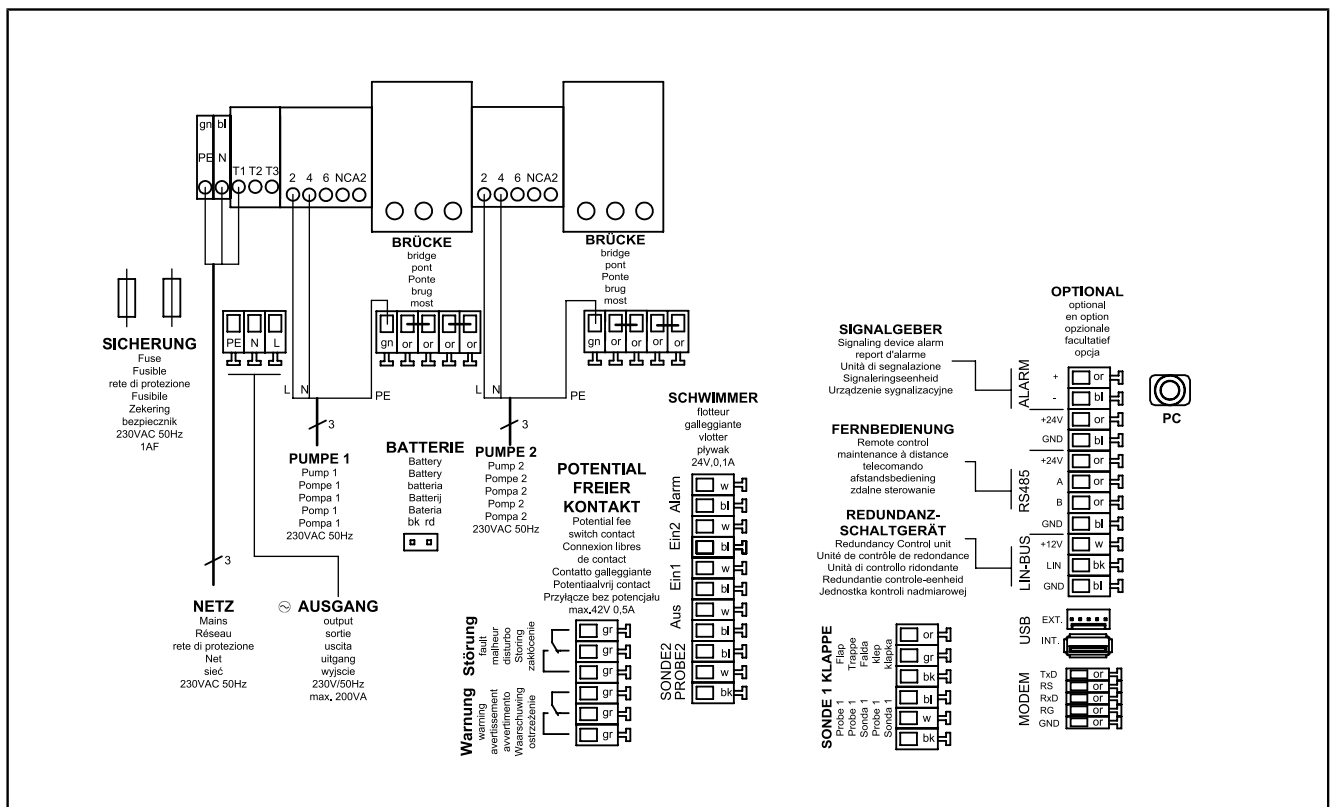 gn bl
PE N
T1 T2 T3
2 4 6 NCA2
2 4 6 NCA2
BRÜCKE
bridge
pont
Ponte
brug
most
BRÜCKE
bridge
pont
Ponte
brug
most
SICHERUNG
Fuse
Fusible
rete di protezione
Fusibile
Zekering
bezpiecznik
230VAC 50Hz
1AF
PE N L
gn or or or or
gn or or or or
L N PE
L N PE
3
3
3
PUMPE 1
Pump 1
Pompe 1
Pompa 1
Pomp 1
Pompa 1
230VAC 50Hz
BATTERIE
Battery
Battery
batteria
Batterij
Bateria
bk rd
PUMPE 2
Pump 2
Pompe 2
Pompa 2
Pomp 2
Pompa 2
230VAC 50Hz
NETZ
Mains
Réseau
rete di protezione
Net
sieć
230VAC 50Hz
AUSGANG
output
sortie
uscita
uitgang
wyjscie
230V/50Hz
max. 200VA
POTENTIAL
FREIER
KONTAKT
Potential fee
switch contact
Connexion libres
de contact
Contatto galleggiante
Potentiaalvrij contact
Przyłącze bez potencjału
max.42V 0,5A
Störung
fault
malheur
disturbo
Storing
zakłócenie
gr
gr
gr
Warnung
warning
avertissement
avvertimento
Waarschuwing
ostrzeżenie
gr
gr
gr
SCHWIMMER
flotteur
galleggiante
vlotter
pływak
24V,0,1A
Alarm
w
bl
Ein2
w
bl
Ein1
w
bl
Aus
w
bl
SONDE2
PROBE2
bl
w
bk
SIGNALGEBER
Signaling device alarm
report d'alarme
Unità di segnalazione
Signaleringseenheid
Urządzenie sygnalizacyjne
FERNBEDIENUNG
Remote control
maintenance à distance
telecomando
afstandsbediening
zdalne sterowanie
REDUNDANZ-
SCHALTGERÄT
Redundancy Control unit
Unité de contrôle de redondance
Unità di controllo ridondante
Redundantie controle-eenheid
Jednostka kontroli nadmiarowej
OPTIONAL
optional
en option
opzionale
facultatief
opcja
ALARM
+ or
- bl
+24V or
GND bl
RS485
+24V or
A or
B or
GND bl
LIN-BUS
+12V w
LIN bk
GND bl
PC
USB
EXT.
INT.
MODEM
TxD or
RS or
RxD or
RG or
GND or
KLAPPE
Flap
Trappe
Falda
klep
klapka
or
gr
bk
SONDE 1
Probe 1
Probe 1
Sonda 1
Probe 1
Sonda 1
bl
w
bk